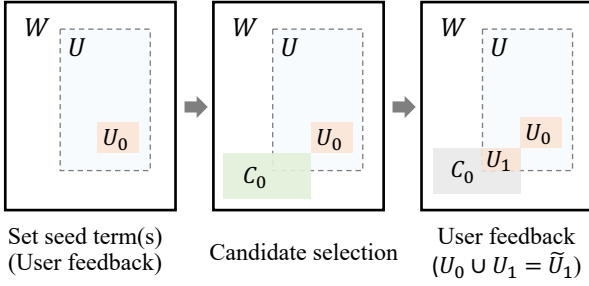 W
U
U₀
W
U
U₀
C₀
W
U
U₀
U₁
C₀
Set seed term(s)
(User feedback)
Candidate selection
User feedback
(U₀ ∪ U₁ = Ũ₁)